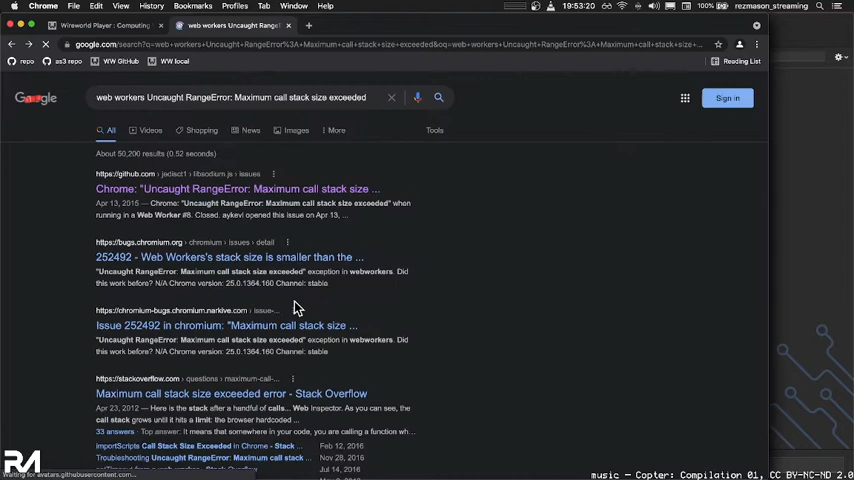 Chrome File Edit View History Bookmarks Profiles Tab Window Help 100% 19:53:20 rezmason_streaming
Wireworld Player : Computing web workers Uncaught RangeError
google.com/search?q=web+workers+Uncaught+RangeError%3A+Maximum+call+stack+size+exceeded&oq=web+workers+Uncaught+RangeError%3A+Maximum+call+stack+size+...
repo as3 repo WW GitHub WW local Reading List
Google web workers Uncaught RangeError: Maximum call stack size exceeded Sign in
All Videos Shopping News Images More Tools
About 50,200 results (0.52 seconds)
https://github.com › jedisct1 › libsodium.js › issues
Chrome: "Uncaught RangeError: Maximum call stack size ...
Apr 13, 2015 — Chrome: "Uncaught RangeError: Maximum call stack size exceeded" when
running in a Web Worker #8. Closed. aykevl opened this issue on Apr 13, ...
https://bugs.chromium.org › chromium › issues › detail
252492 - Web Workers's stack size is smaller than the ...
"Uncaught RangeError: Maximum call stack size exceeded" exception in webworkers. Did
this work before? N/A Chrome version: 25.0.1364.160 Channel: stable
https://chromium-bugs.chromium.narkive.com › issue-...
Issue 252492 in chromium: "Maximum call stack size ...
"Uncaught RangeError: Maximum call stack size exceeded" exception in webworkers. Did
this work before? N/A Chrome version: 25.0.1364.160 Channel: stable
https://stackoverflow.com › questions › maximum-call-...
Maximum call stack size exceeded error - Stack Overflow
Apr 23, 2012 — Here is the stack after a handful of calls... Web Inspector. As you can see, the
call stack grows until it hits a limit: the browser hardcoded ...
33 answers · Top answer: It means that somewhere in your code, you are calling a function wh...
importScripts Call Stack Size Exceeded in Chrome - Stack ... Feb 12, 2016
Troubleshooting Uncaught RangeError: Maximum call stack ... Nov 28, 2016
Jul 14, 2016
Waiting for avatars.githubusercontent.com...
RM
music - Copter: Compilation 01, CC BY-NC-ND 2.0